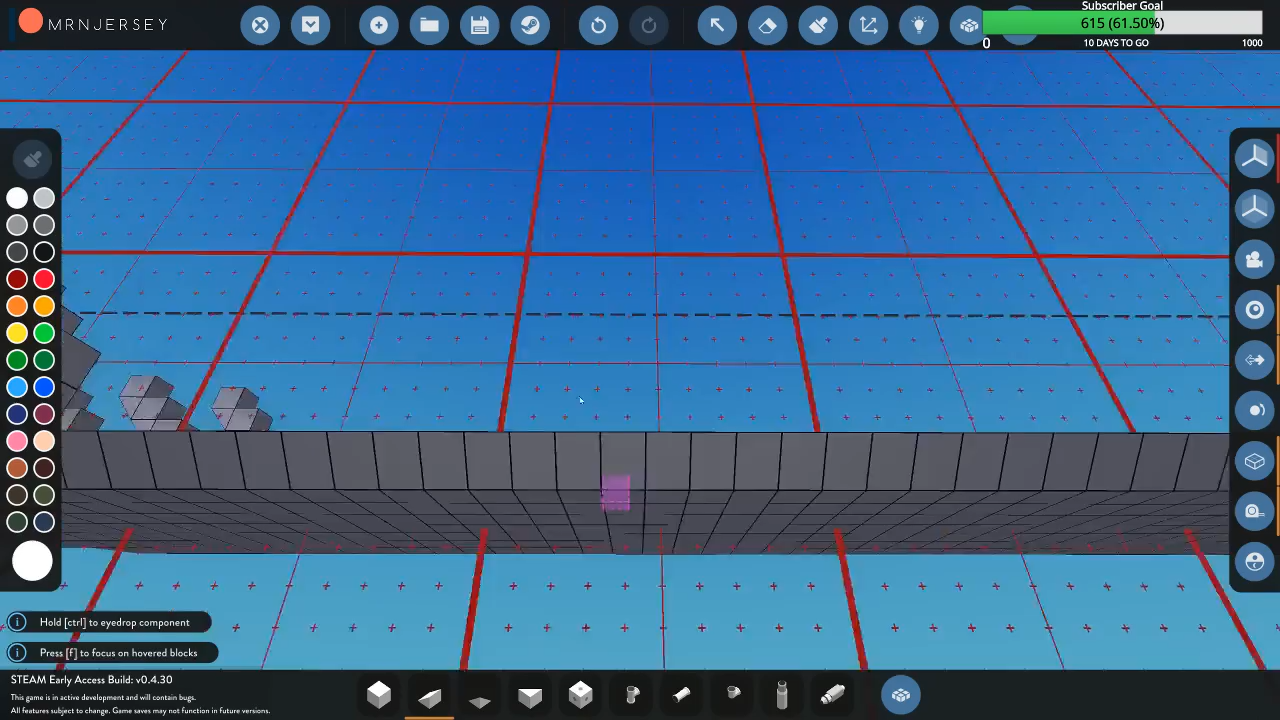 MRNJERSEY
Subscriber Goal
615 (61.50%)
0
10 DAYS TO GO
1000
Hold [ctrl] to eyedrop component
Press [f] to focus on hovered blocks
STEAM Early Access Build: v0.4.30
This game is in active development and will contain bugs.
All features subject to change. Game saves may not function in future versions.